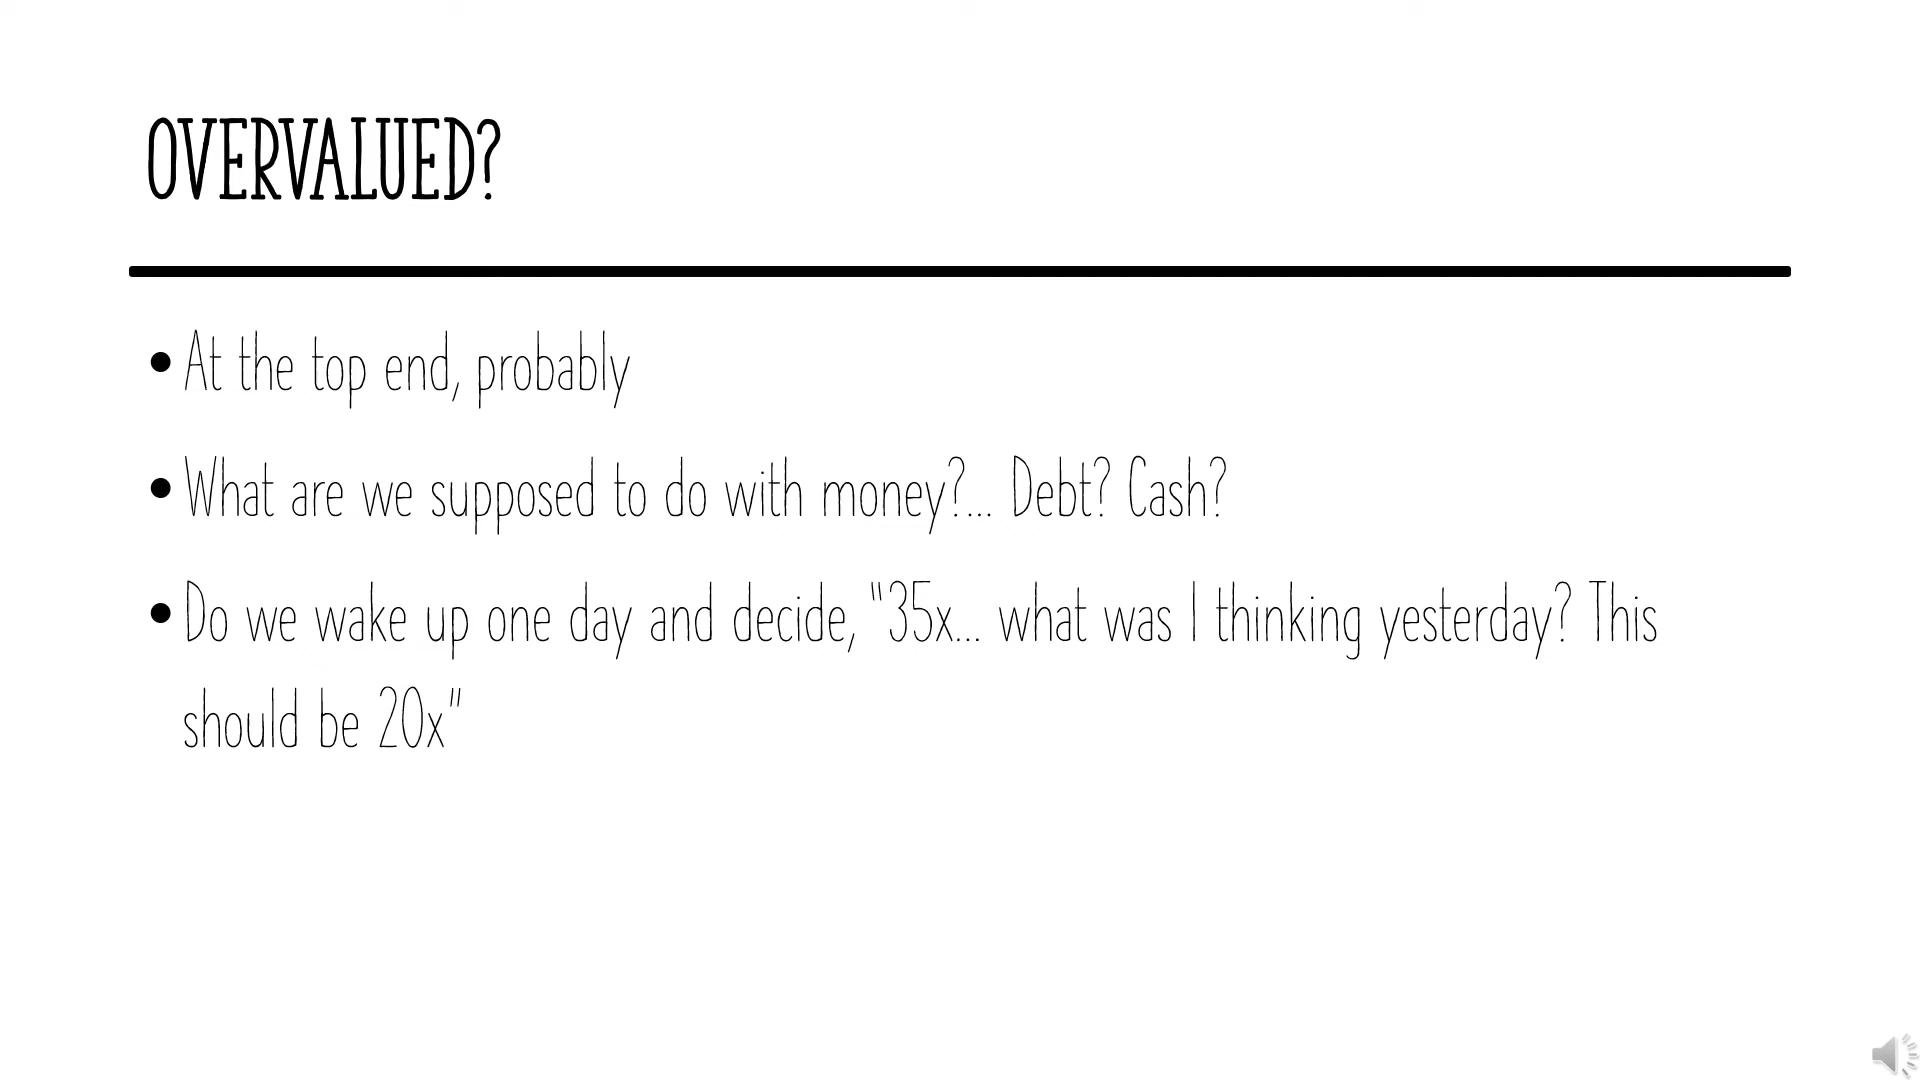 OVERVALUED?
• At the top end, probably
• What are we supposed to do with money?... Debt? Cash?
• Do we wake up one day and decide, "35x... what was I thinking yesterday? This
should be 20x"